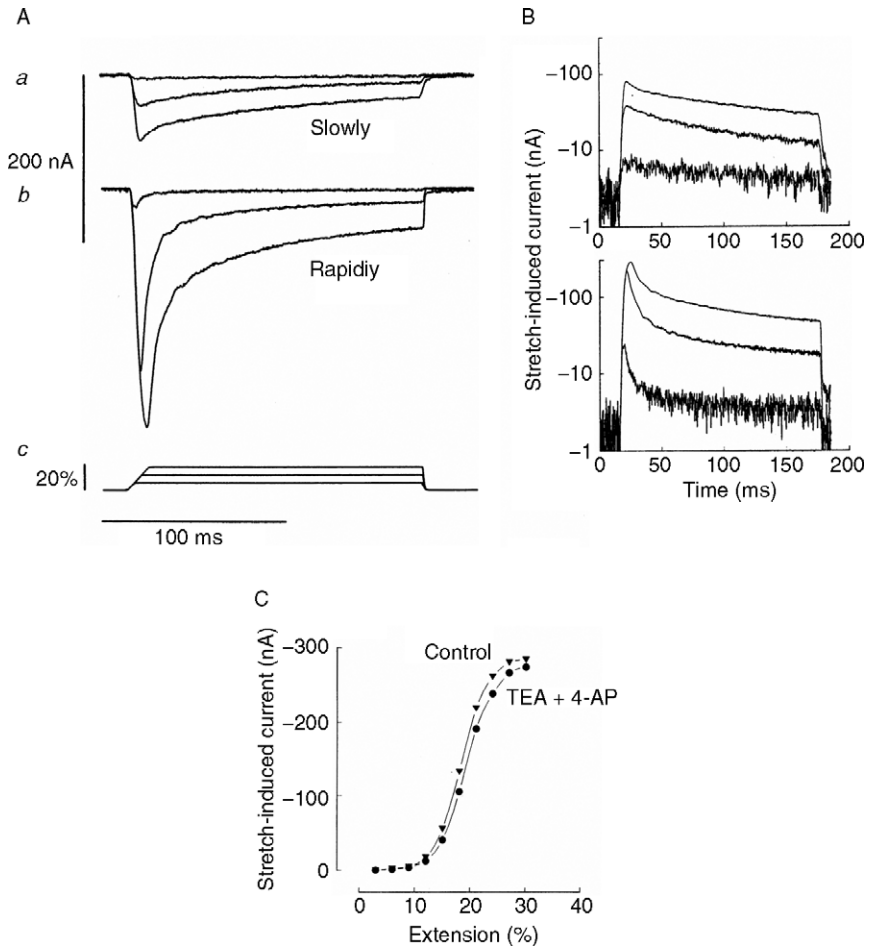 A
a
Slowly
200 nA
b
Rapidiy
c
20%
100 ms
B
Stretch-induced current (nA)
−100
−10
−1
0
50
100
150
200
−100
−10
−1
0
50
100
150
200
Time (ms)
C
Stretch-induced current (nA)
−300
−200
−100
0
Control
TEA + 4-AP
0
10
20
30
40
Extension (%)